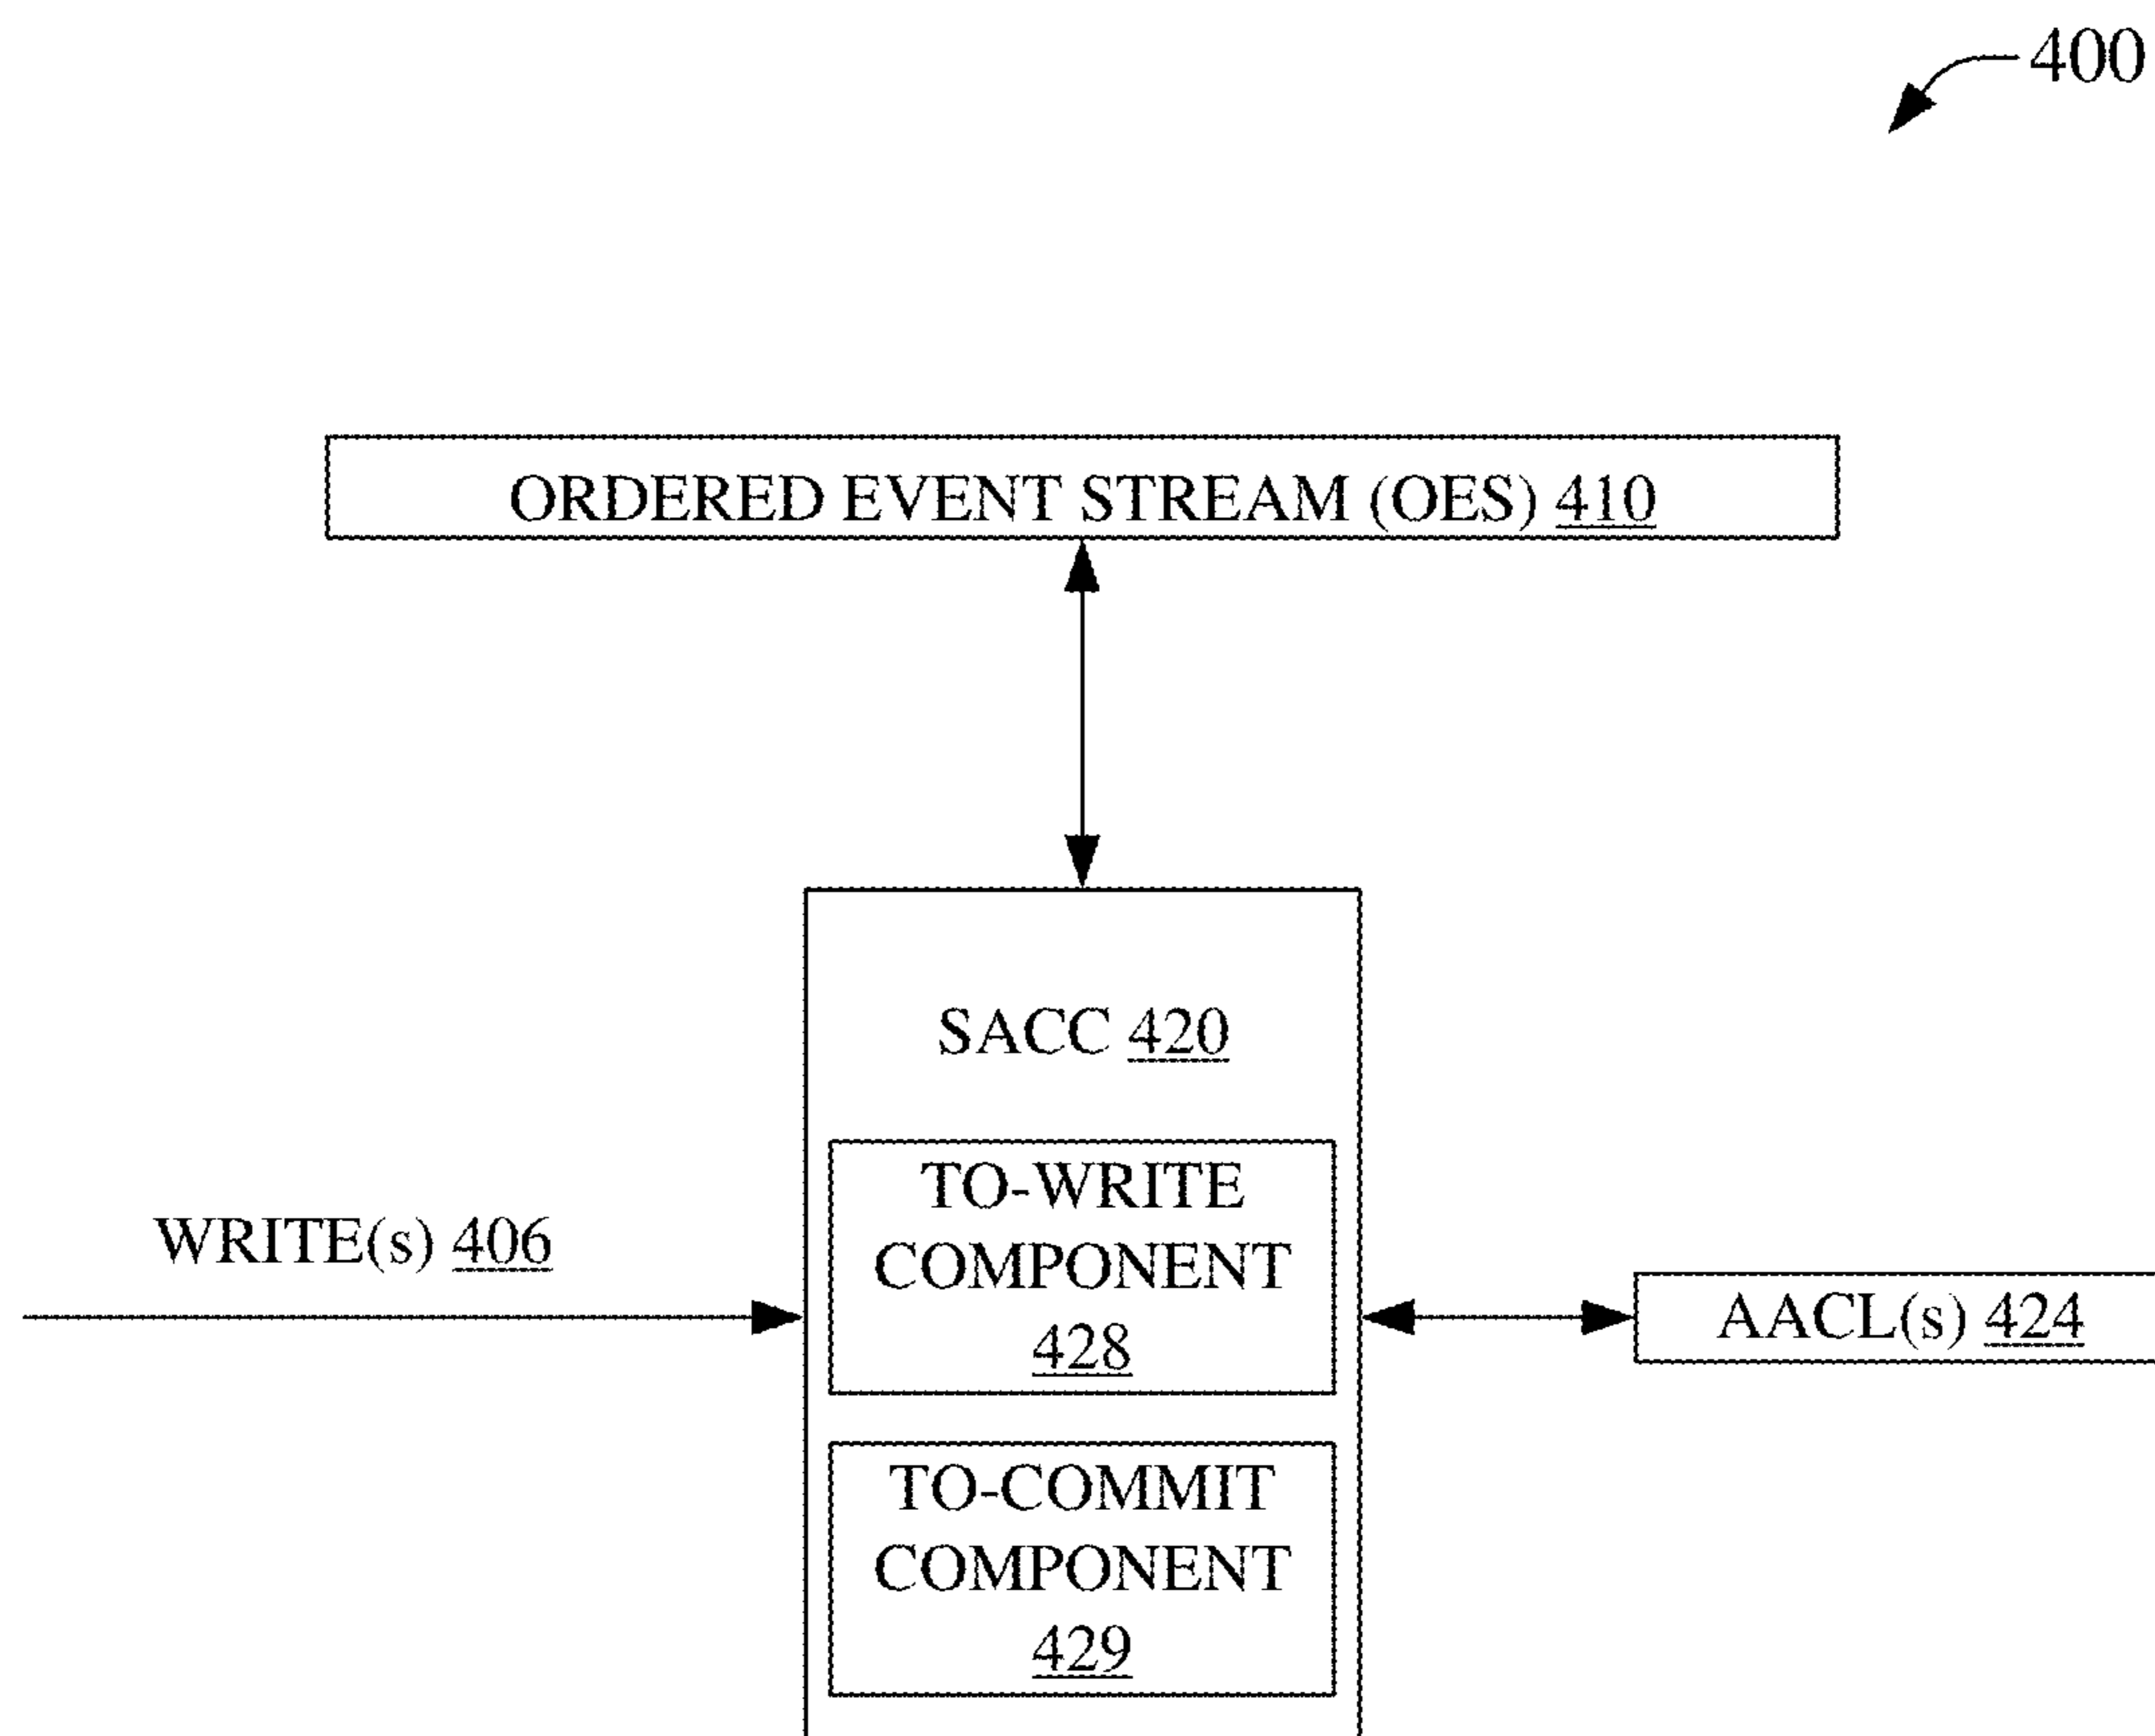 400
ORDERED EVENT STREAM (OES) 410
SACC 420
TO-WRITE
COMPONENT
428
WRITE(s) 406
AACL(s) 424
TO-COMMIT
COMPONENT
429